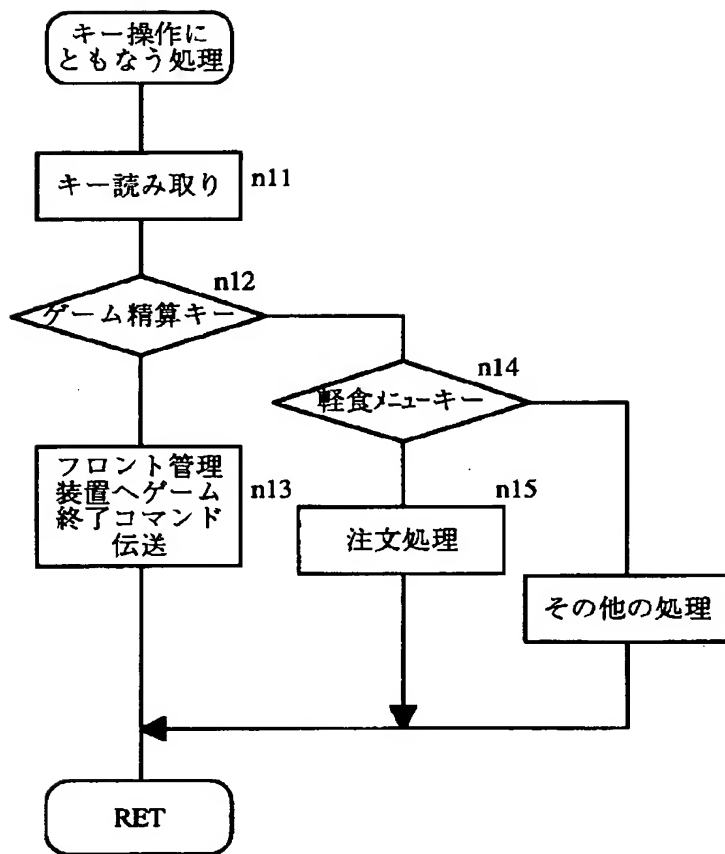 キー操作に
ともなう処理
キー読み取り
n11
n12
ゲーム精算キー
n14
軽食メニューキー
フロント管理
装置へゲーム
終了コマンド
伝送
n13
n15
注文処理
その他の処理
RET